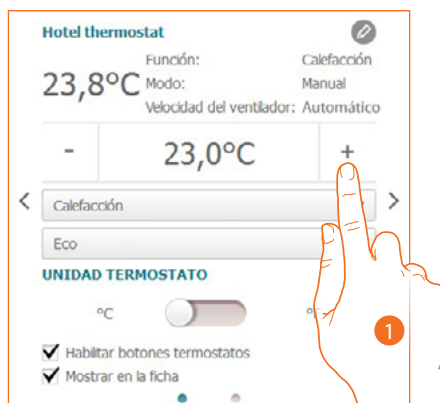 Hotel thermostat
23,8°C
Función: Calefacción
Modo: Manual
Velocidad del ventilador: Automático
- 23,0°C +
Calefacción
Eco
UNIDAD TERMOSTATO
°C
Habilitar botones termostatos
Mostrar en la ficha
1